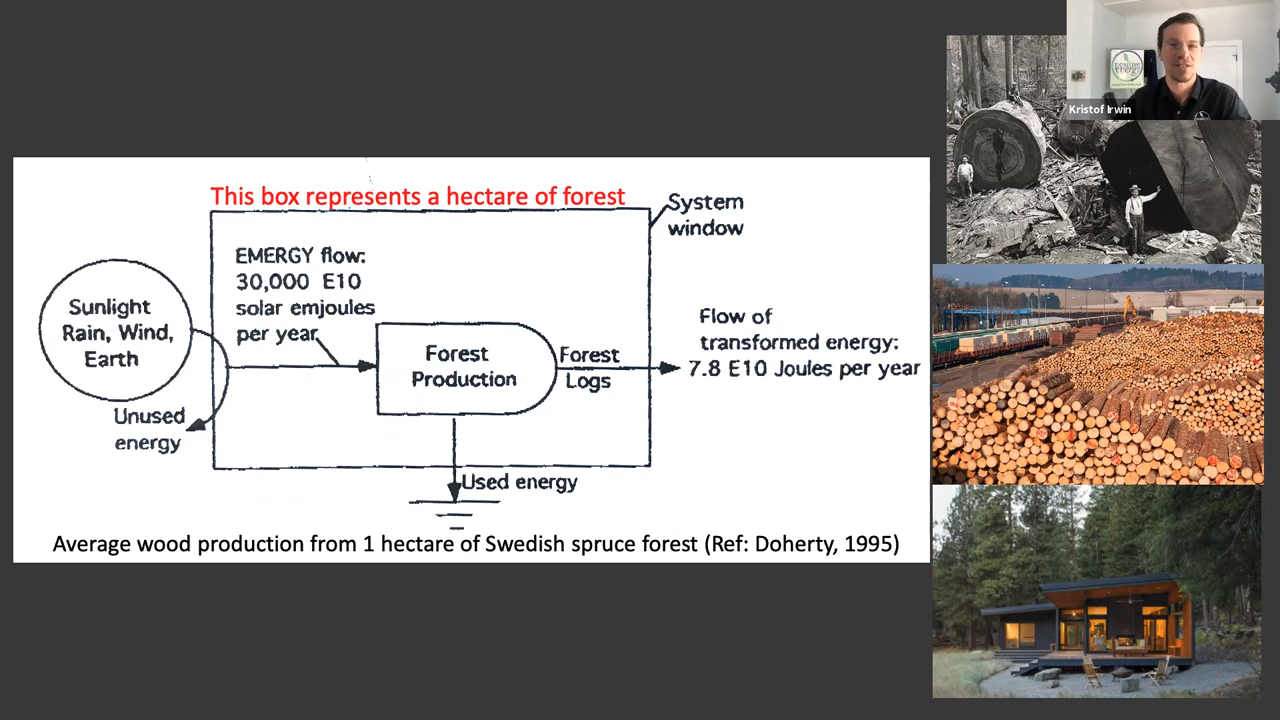 This box represents a hectare of forest
System
window
EMERGY flow:
30,000 E10
solar emjoules
per year
Sunlight
Rain, Wind,
Earth
Unused
energy
Forest
Production
Forest
Logs
Flow of
transformed energy:
7.8 E10 Joules per year
Used energy
Average wood production from 1 hectare of Swedish spruce forest (Ref: Doherty, 1995)
positive
energy
Kristof Irwin